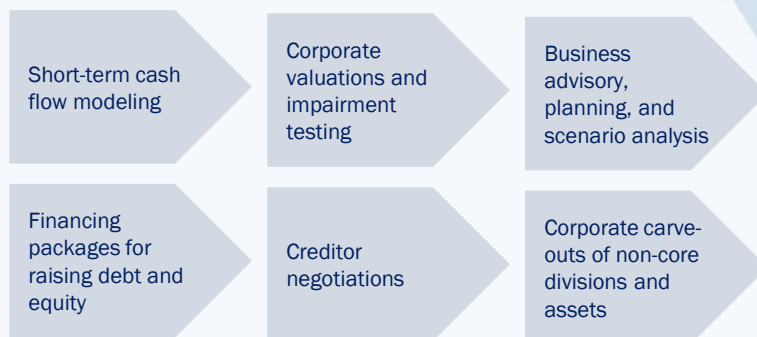 Short-term cash
flow modeling
Corporate
valuations and
impairment
testing
Business
advisory,
planning, and
scenario analysis
Financing
packages for
raising debt and
equity
Creditor
negotiations
Corporate carve-
outs of non-core
divisions and
assets